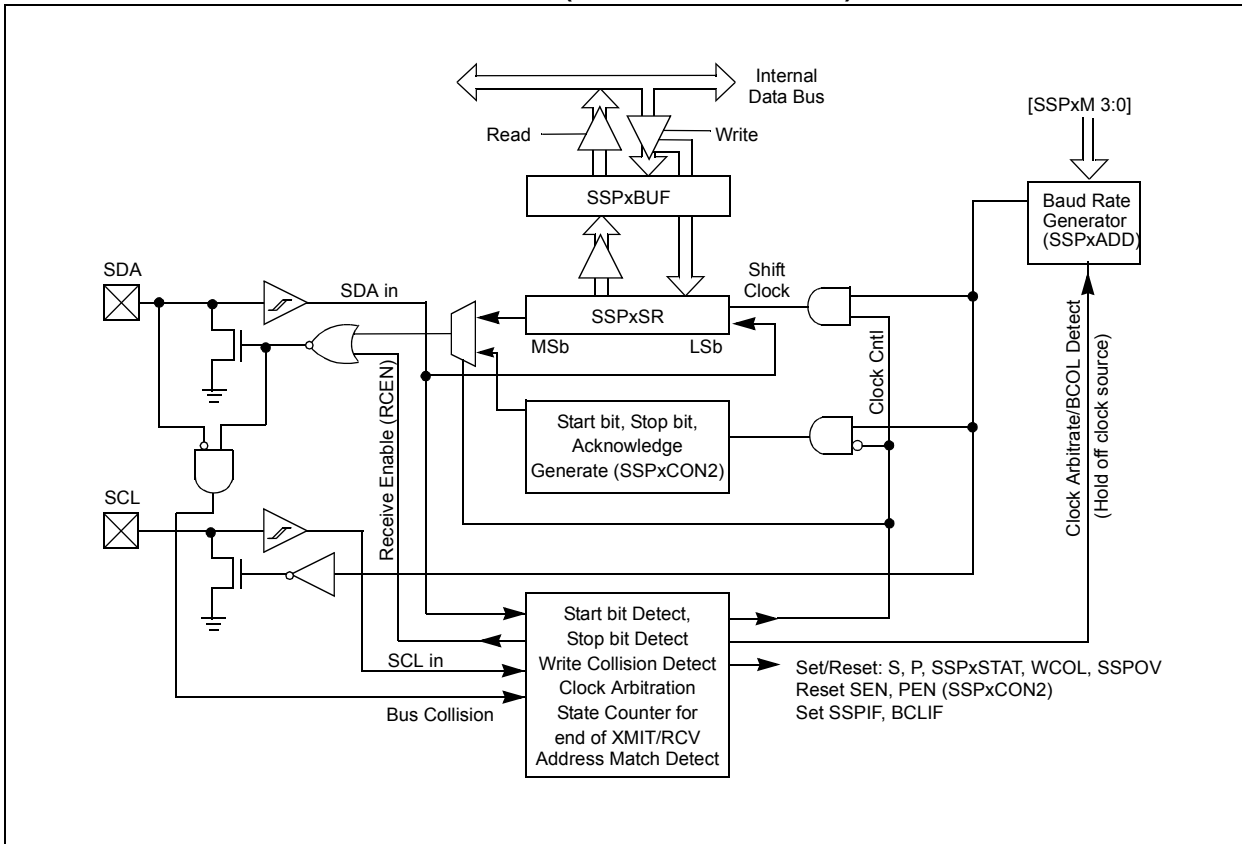 Internal
Data Bus
[SSPxM 3:0]
Read
Write
SSPxBUF
Baud Rate
Generator
(SSPxADD)
SDA
SDA in
Shift
Clock
SSPxSR
MSb
LSb
Clock Cntl
Clock Arbitrate/BCOL Detect
(Hold off clock source)
Receive Enable (RCEN)
Start bit, Stop bit,
Acknowledge
Generate (SSPxCON2)
SCL
Start bit Detect,
Stop bit Detect
Write Collision Detect
Clock Arbitration
State Counter for
end of XMIT/RCV
Address Match Detect
SCL in
Bus Collision
Set/Reset: S, P, SSPxSTAT, WCOL, SSPOV
Reset SEN, PEN (SSPxCON2)
Set SSPIF, BCLIF